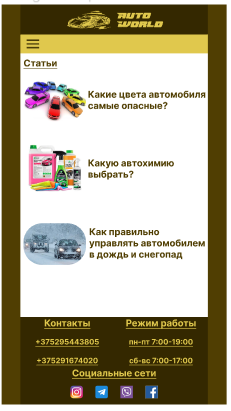 AUTO
WORLD
Статьи
Какие цвета автомобиля
самые опасные?
Какую автохимию
выбрать?
Как правильно
управлять автомобилем
в дождь и снегопад
Контакты
Режим работы
+375295443805
пн-пт 7:00-19:00
+375291674020
сб-вс 7:00-17:00
Социальные сети